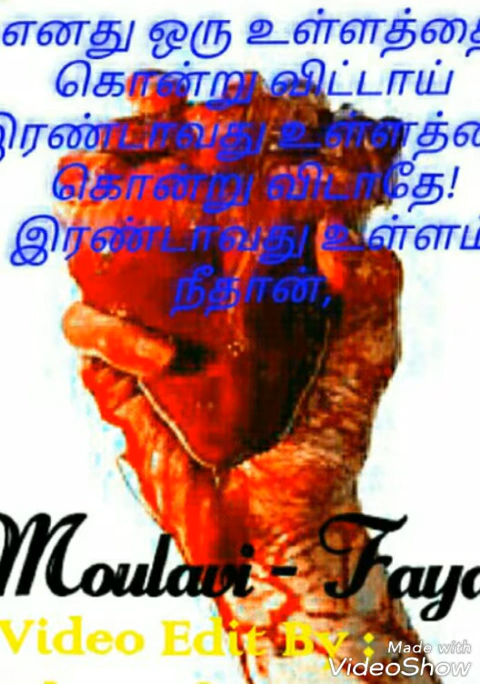 எனது ஒரு உள்ளத்தை
கொன்று விட்டாய்
இரண்டாவது உள்ளத்
கொன்று விடாதே!
இரண்டாவது உள்ளம்
நீதான்,
Moulavi - Faya
Video Edit By :
Made with
VideoShow